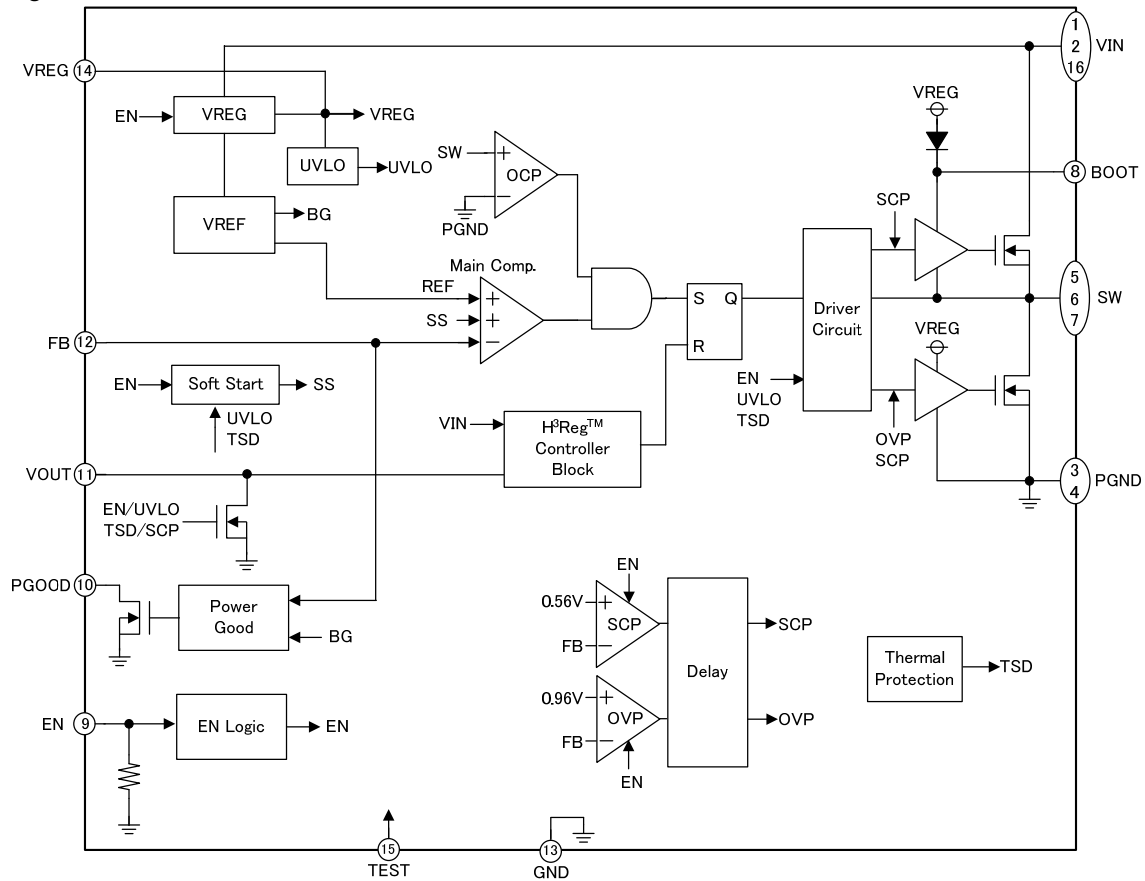 1
2
16
VIN
VREG
14
EN
VREG
VREG
VREG
UVLO
UVLO
SW
+
OCP
−
PGND
8
BOOT
VREF
BG
SCP
Main Comp.
REF
+
SS
+
−
S
Q
R
Driver
Circuit
5
6
7
SW
VREG
FB
12
EN
Soft Start
SS
UVLO
TSD
EN
UVLO
TSD
VIN
H³Reg™
Controller
Block
OVP
SCP
3
4
PGND
VOUT
11
EN/UVLO
TSD/SCP
PGOOD
10
Power
Good
BG
EN
0.56V
+
SCP
FB
−
SCP
Delay
Thermal
Protection
TSD
0.96V
+
OVP
FB
−
OVP
EN
EN
9
EN Logic
EN
15
TEST
13
GND